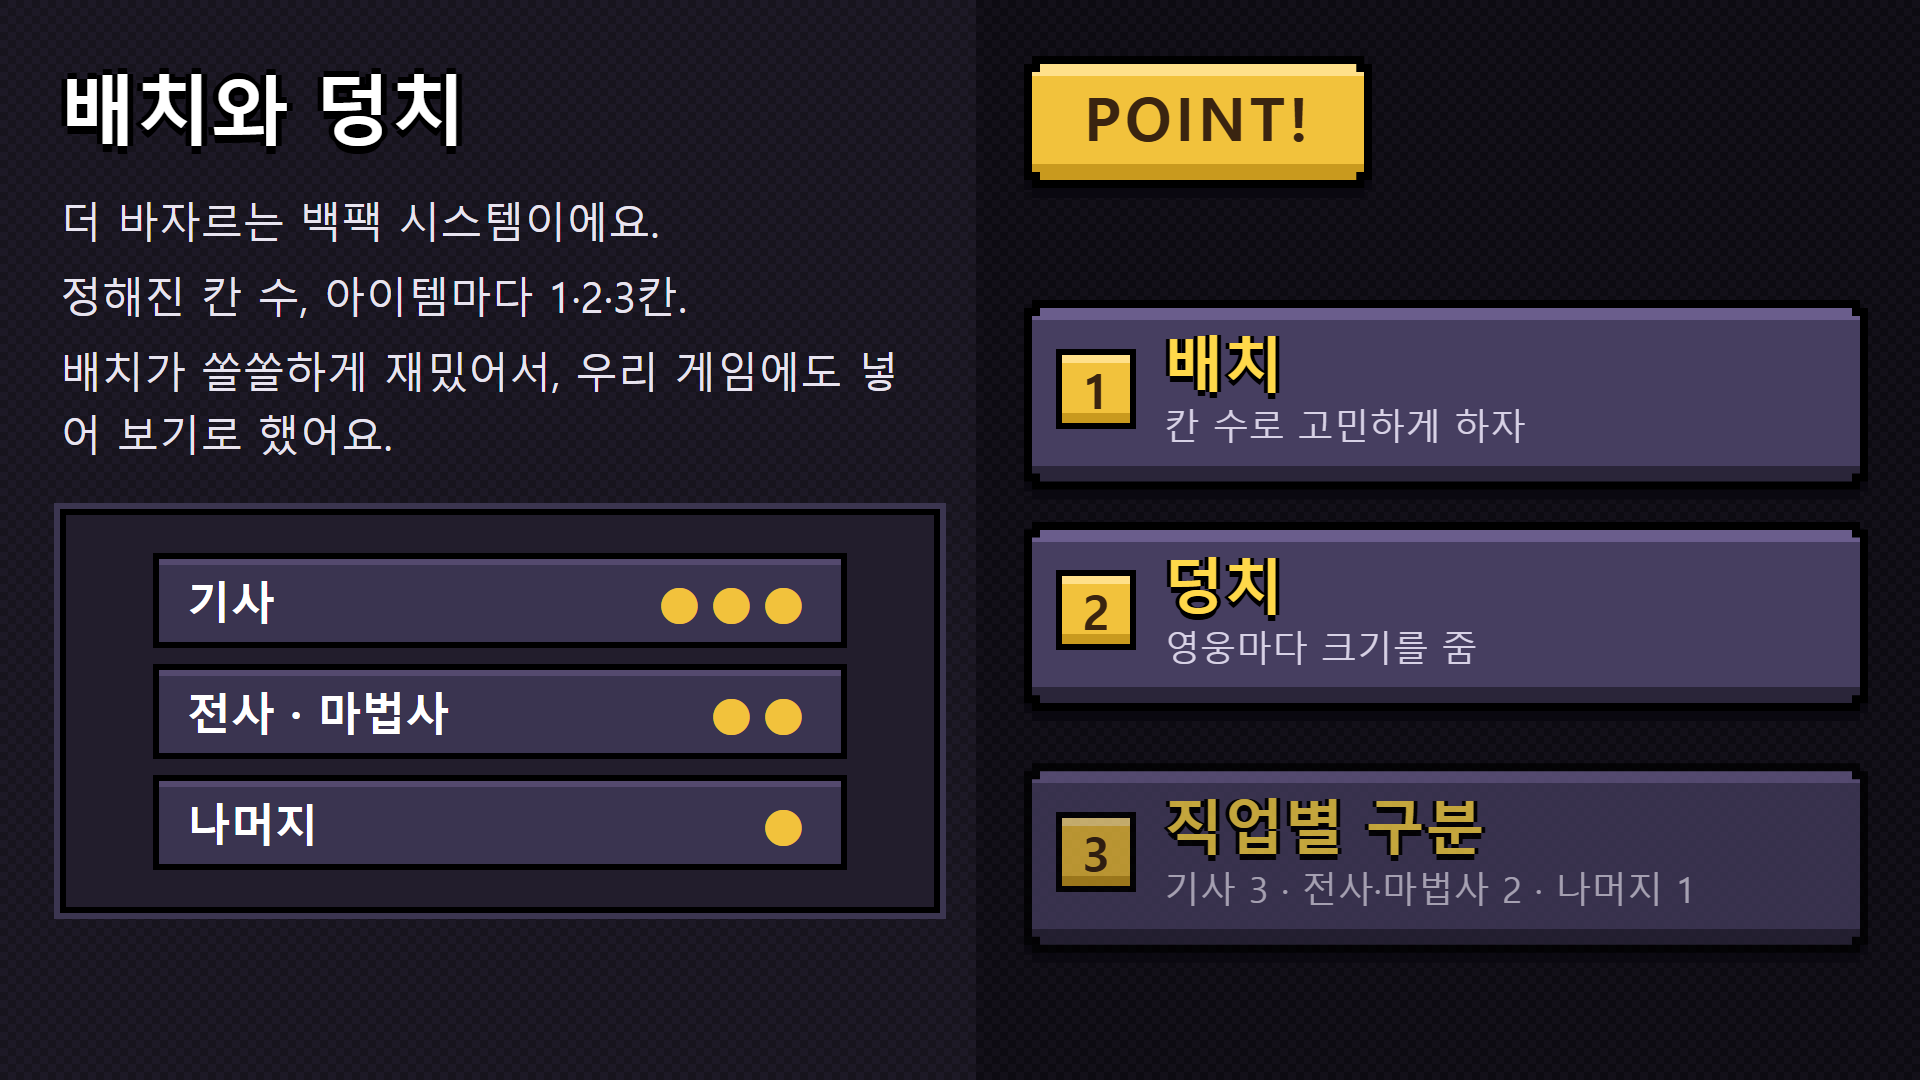 배치와 덩치
더 바자르는 백팩 시스템이에요.
정해진 칸 수, 아이템마다 1·2·3칸.
배치가 쏠쏠하게 재밌어서, 우리 게임에도 넣
어 보기로 했어요.
기사
전사 · 마법사
나머지
POINT!
1
배치
칸 수로 고민하게 하자
2
덩치
영웅마다 크기를 줌
3
직업별 구분
기사 3 · 전사·마법사 2 · 나머지 1